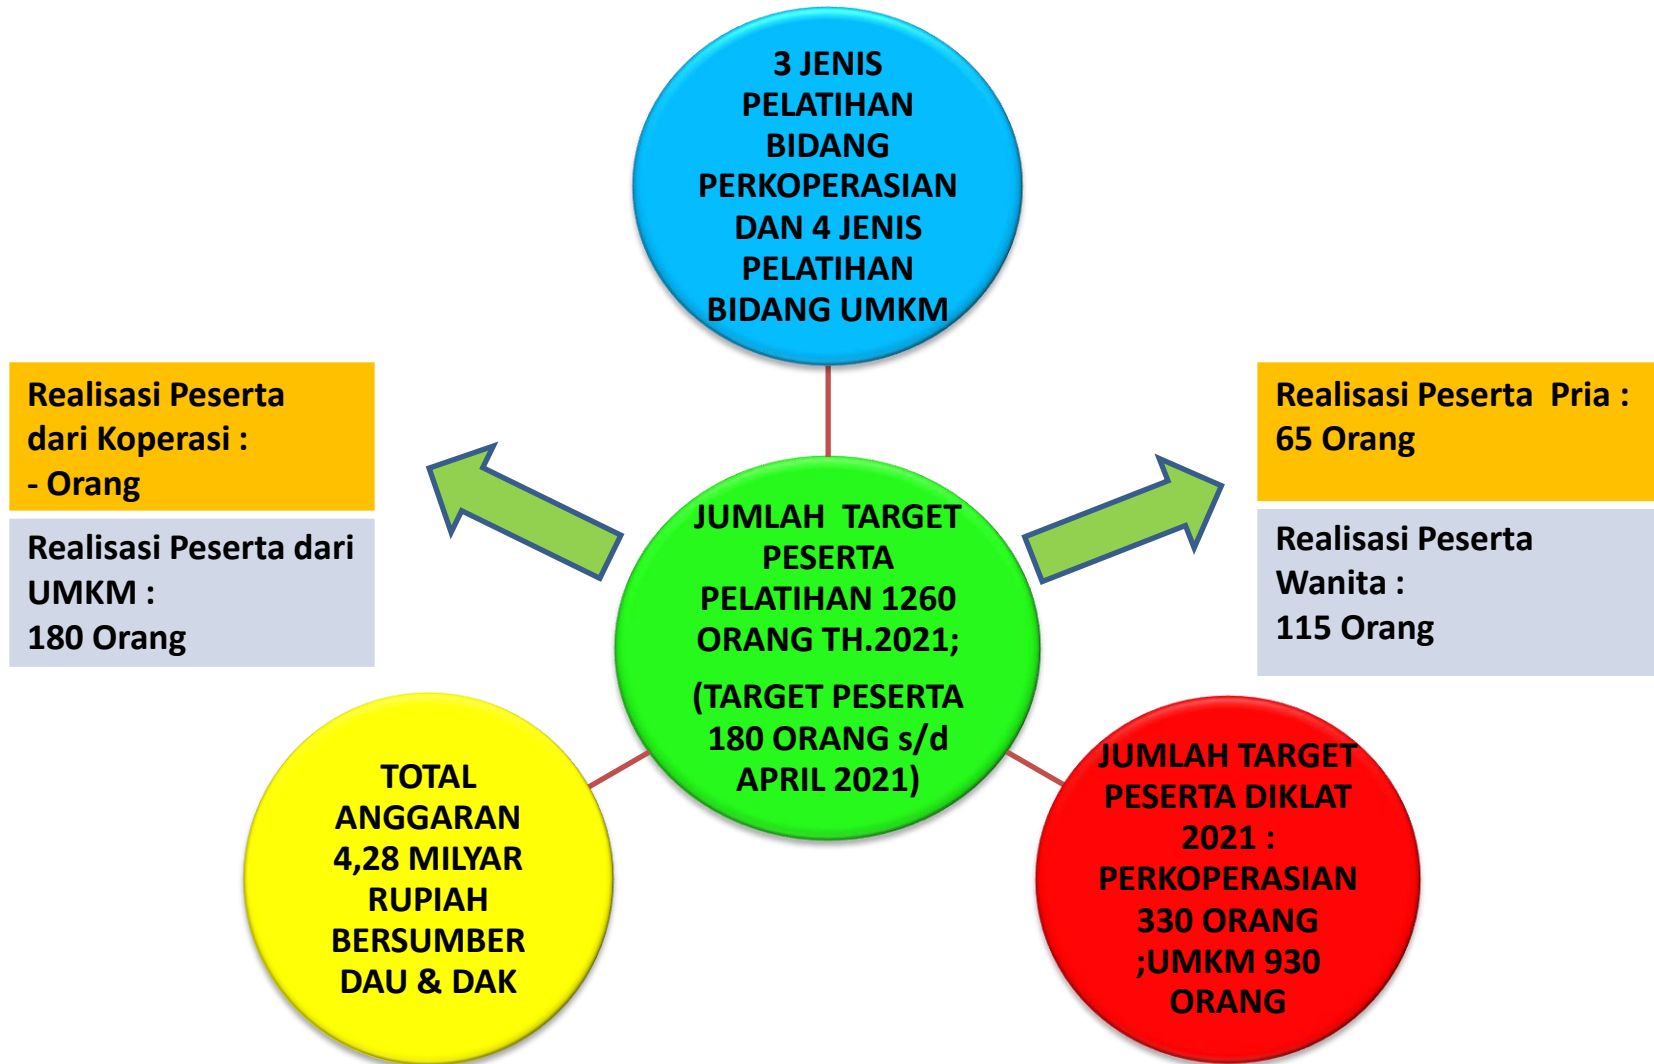 3 JENIS
PELATIHAN
BIDANG
PERKOPERASIAN
DAN 4 JENIS
PELATIHAN
BIDANG UMKM
Realisasi Peserta
dari Koperasi :
- Orang
Realisasi Peserta dari
UMKM :
180 Orang
JUMLAH TARGET
PESERTA
PELATIHAN 1260
ORANG TH.2021;
(TARGET PESERTA
180 ORANG s/d
APRIL 2021)
Realisasi Peserta Pria :
65 Orang
Realisasi Peserta
Wanita :
115 Orang
TOTAL
ANGGARAN
4,28 MILYAR
RUPIAH
BERSUMBER
DAU & DAK
JUMLAH TARGET
PESERTA DIKLAT
2021 :
PERKOPERASIAN
330 ORANG
;UMKM 930
ORANG